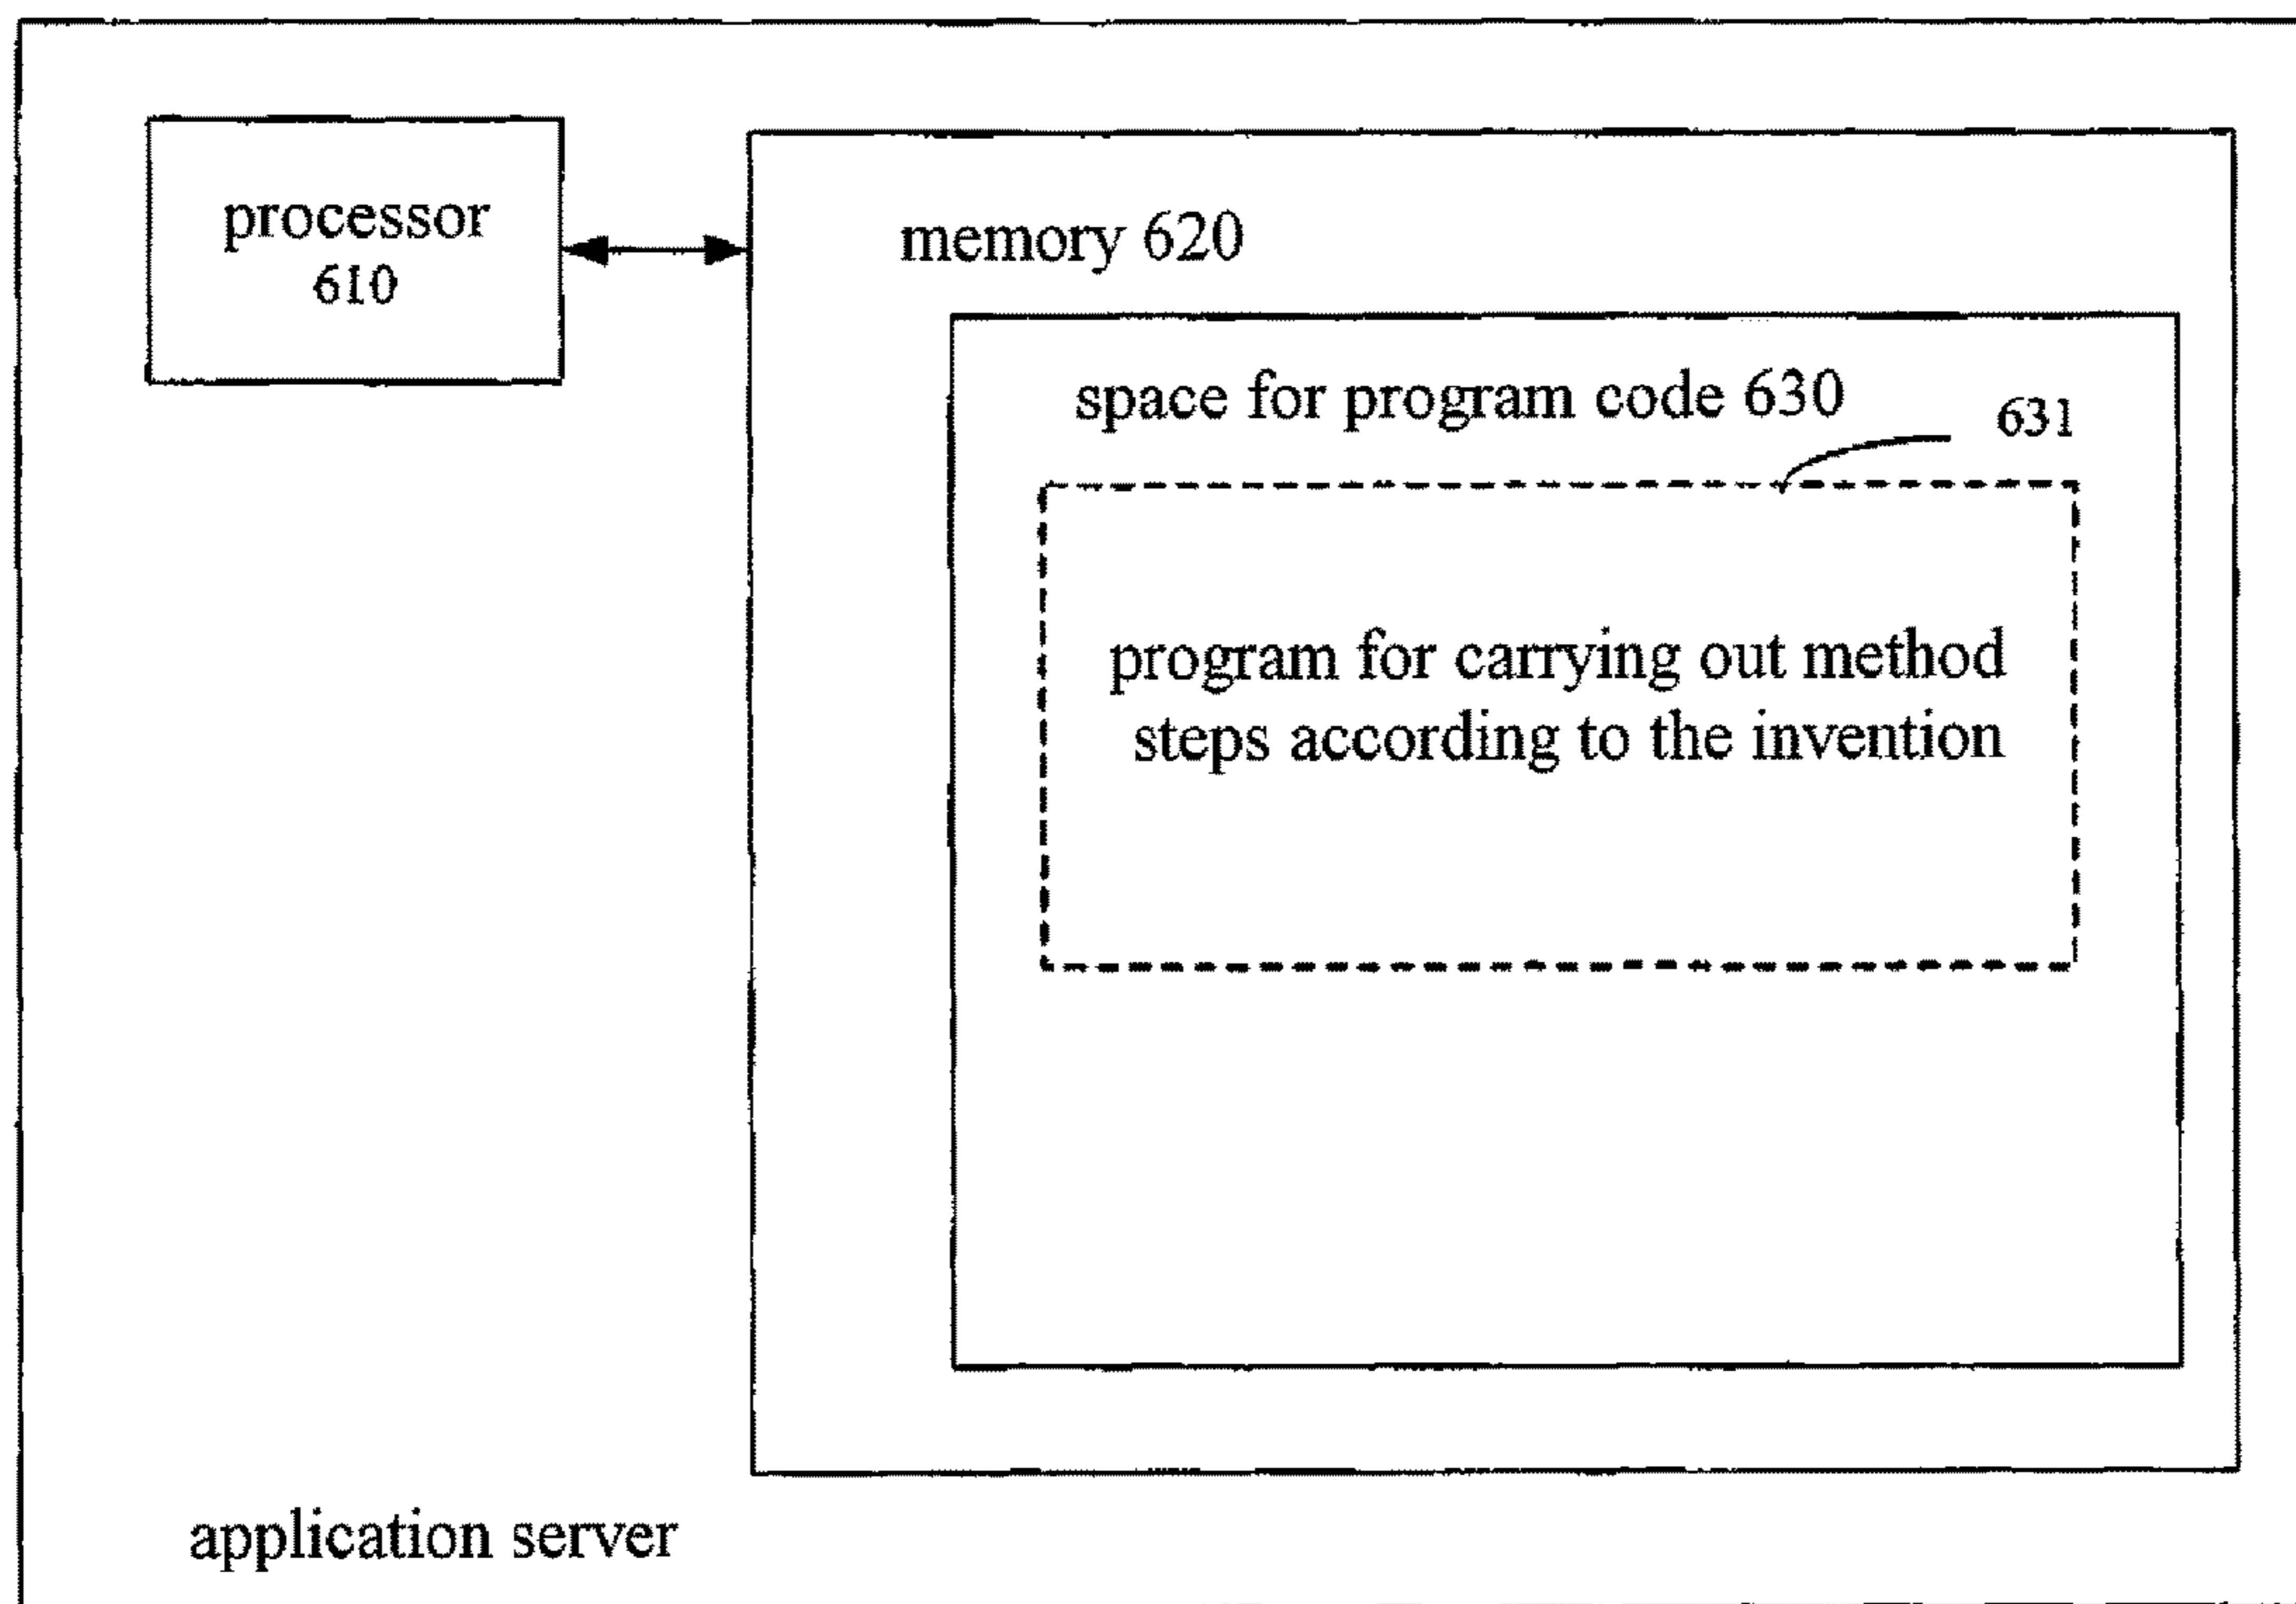 processor
610
memory 620
space for program code 630
631
program for carrying out method
steps according to the invention
application server